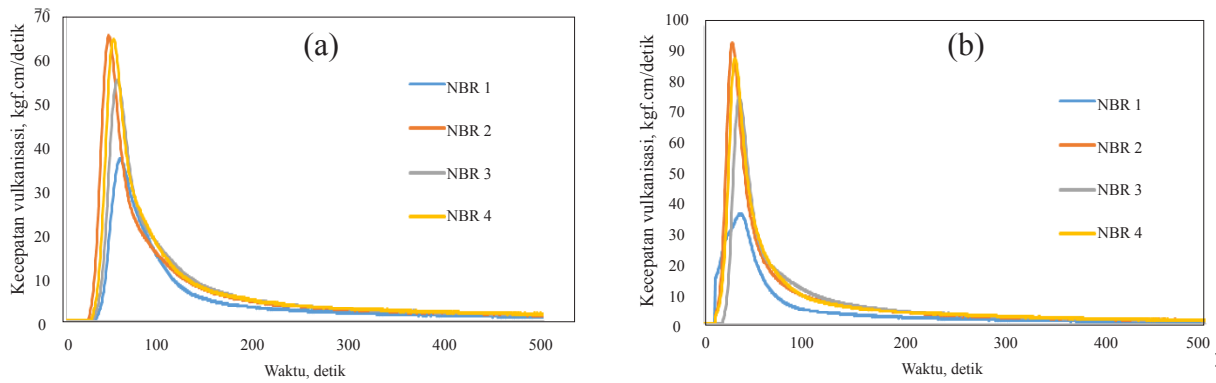 (a)
Kecepatan vulkanisasi, kgf.cm/detik
70
60
50
40
30
20
10
0
NBR 1
NBR 2
NBR 3
NBR 4
0 100 200 300 400 500
Waktu, detik
(b)
Kecepatan vulkanisasi, kgf.cm/detik
100
90
80
70
60
50
40
30
20
10
0
NBR 1
NBR 2
NBR 3
NBR 4
0 100 200 300 400 500
Waktu, detik